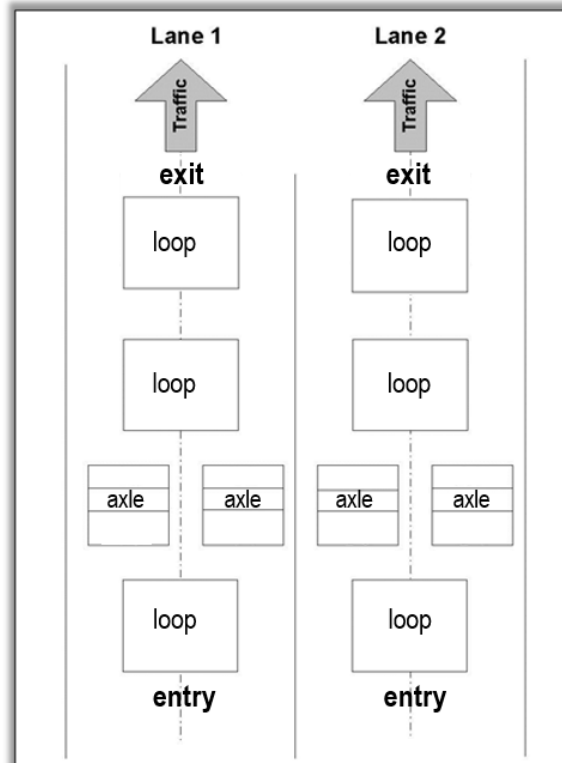 Lane 1 Lane 2
Traffic Traffic
exit exit
loop loop
loop loop
axle axle axle axle
loop loop
entry entry